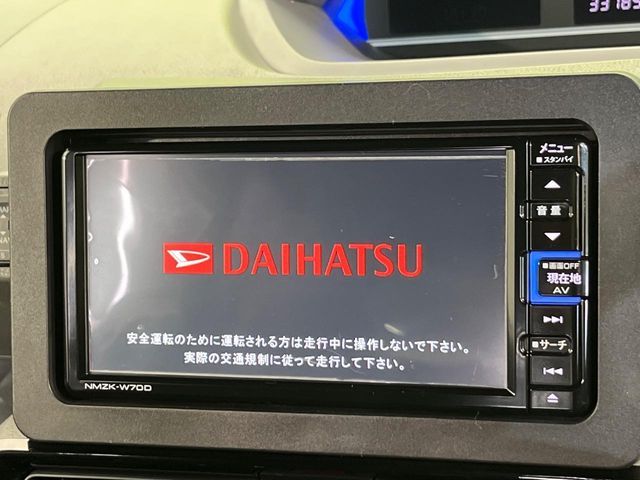 33785
メニュー
■スタンバイ
音量
DAIHATSU
■画面OFF
現在地
AV
安全運転のために運転される方は走行中に操作しないで下さい。
実際の交通規制に従って走行して下さい。
■サーチ
NMZK-W70D